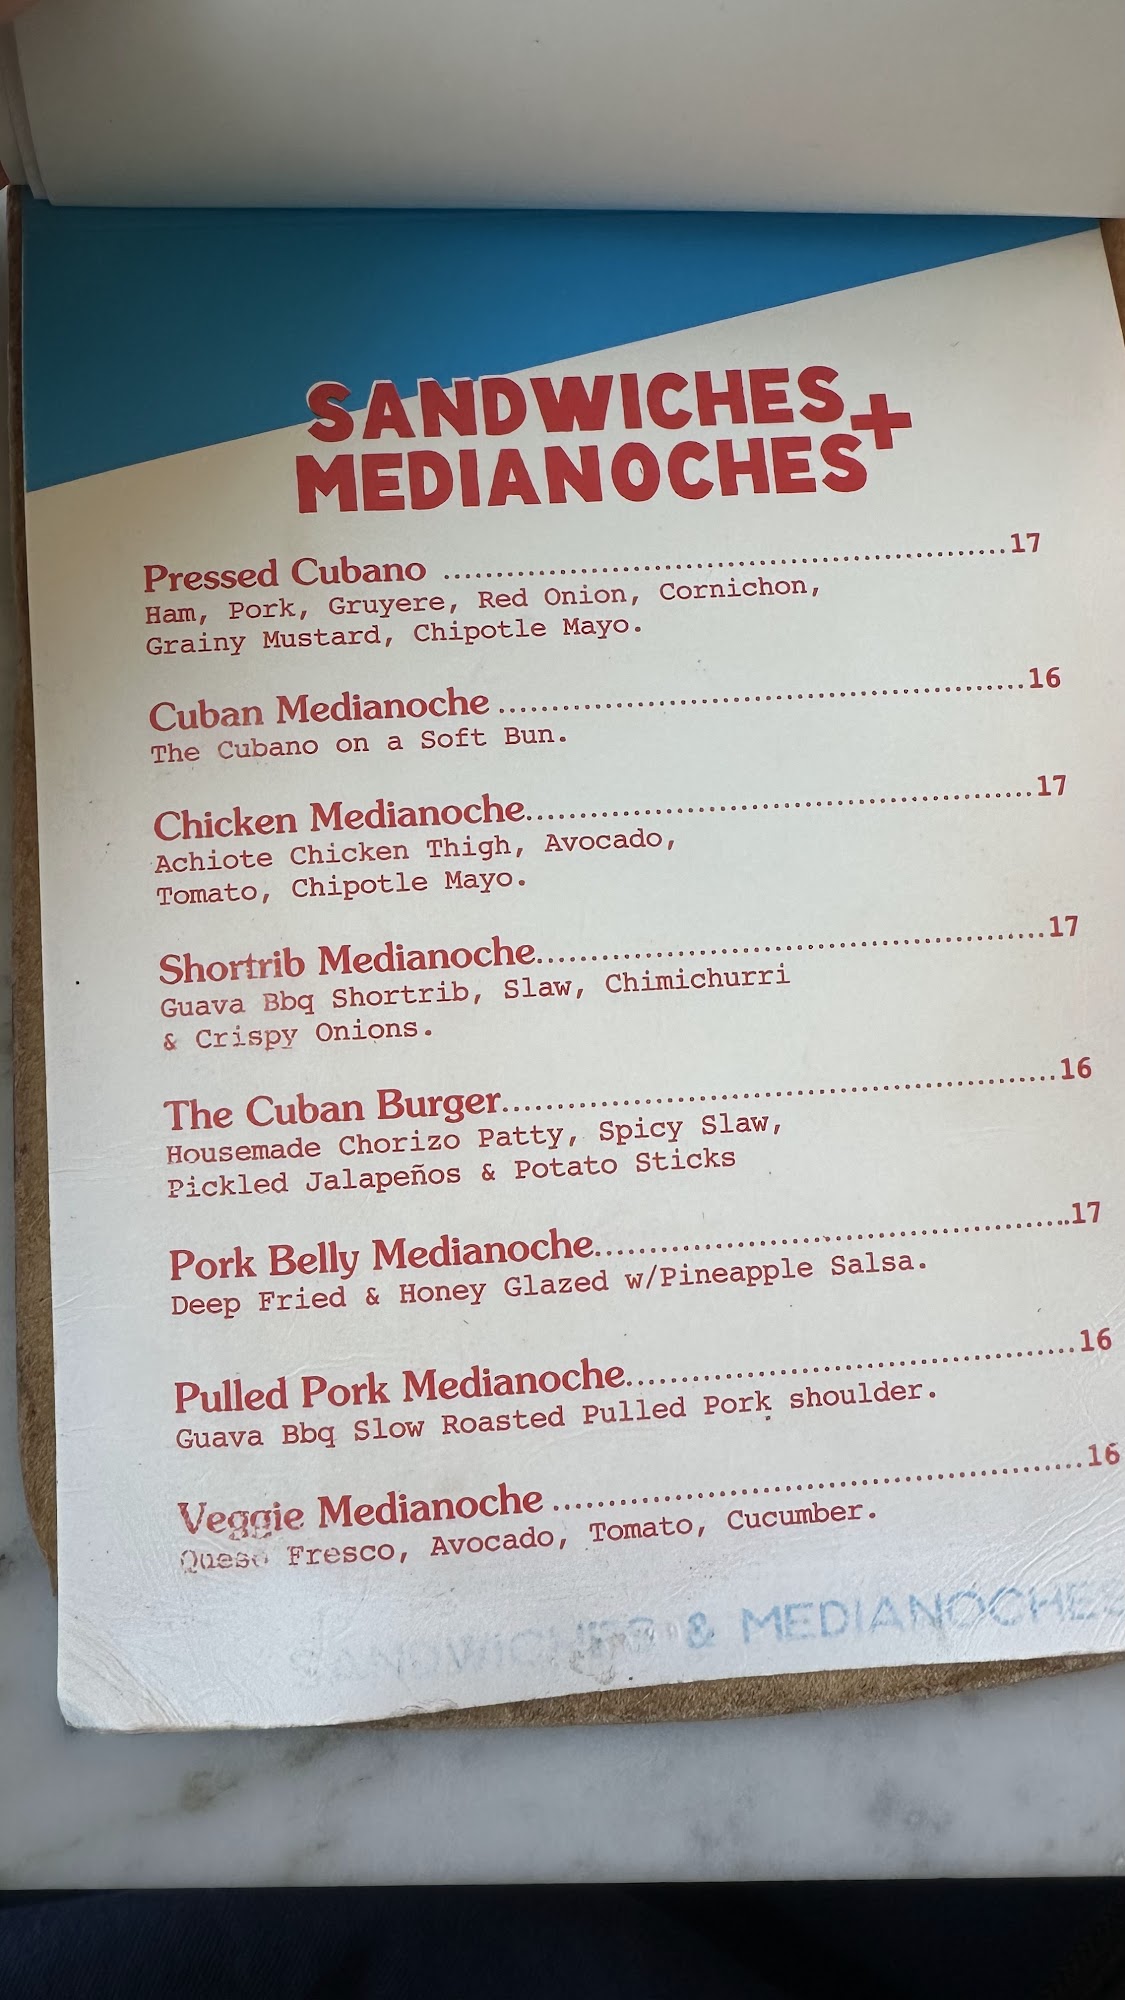 SANDWICHES +
MEDIANOCHES
Pressed Cubano ........................................................17
Ham, Pork, Gruyere, Red Onion, Cornichon,
Grainy Mustard, Chipotle Mayo.
Cuban Medianoche ...................................................16
The Cubano on a Soft Bun.
Chicken Medianoche.................................................17
Achiote Chicken Thigh, Avocado,
Tomato, Chipotle Mayo.
Shortrib Medianoche.................................................17
Guava Bbq Shortrib, Slaw, Chimichurri
& Crispy Onions.
The Cuban Burger.....................................................16
Housemade Chorizo Patty, Spicy Slaw,
Pickled Jalapeños & Potato Sticks
Pork Belly Medianoche..............................................17
Deep Fried & Honey Glazed w/Pineapple Salsa.
Pulled Pork Medianoche...........................................16
Guava Bbq Slow Roasted Pulled Pork shoulder.
Veggie Medianoche ..................................................16
Queso Fresco, Avocado, Tomato, Cucumber.
SANDWICHES & MEDIANOCHES